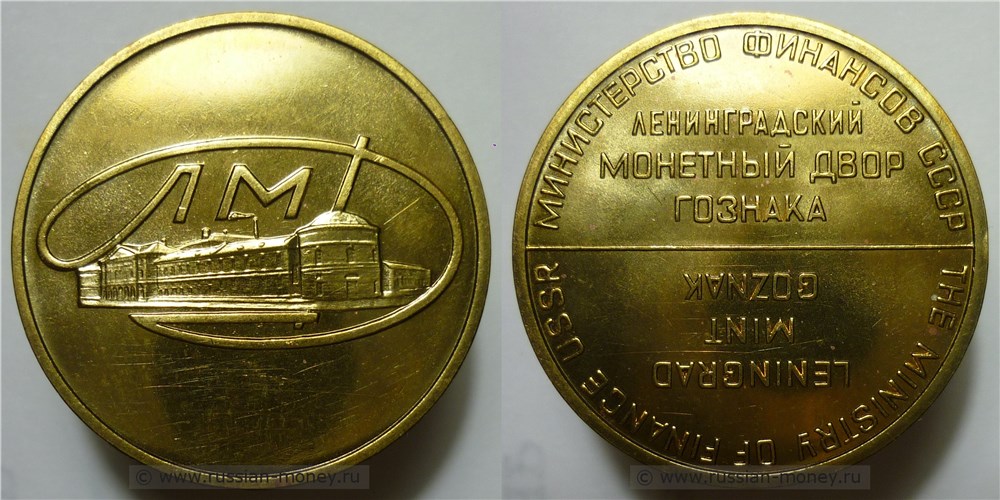 ЛМД
МИНИСТЕРСТВО ФИНАНСОВ СССР
ЛЕНИНГРАДСКИЙ
МОНЕТНЫЙ ДВОР
ГОЗНАКА
THE MINISTRY OF FINANCE USSR
LENINGRAD
MINT
GOZNAK
© www.russian-money.ru
© www.russian-money.ru